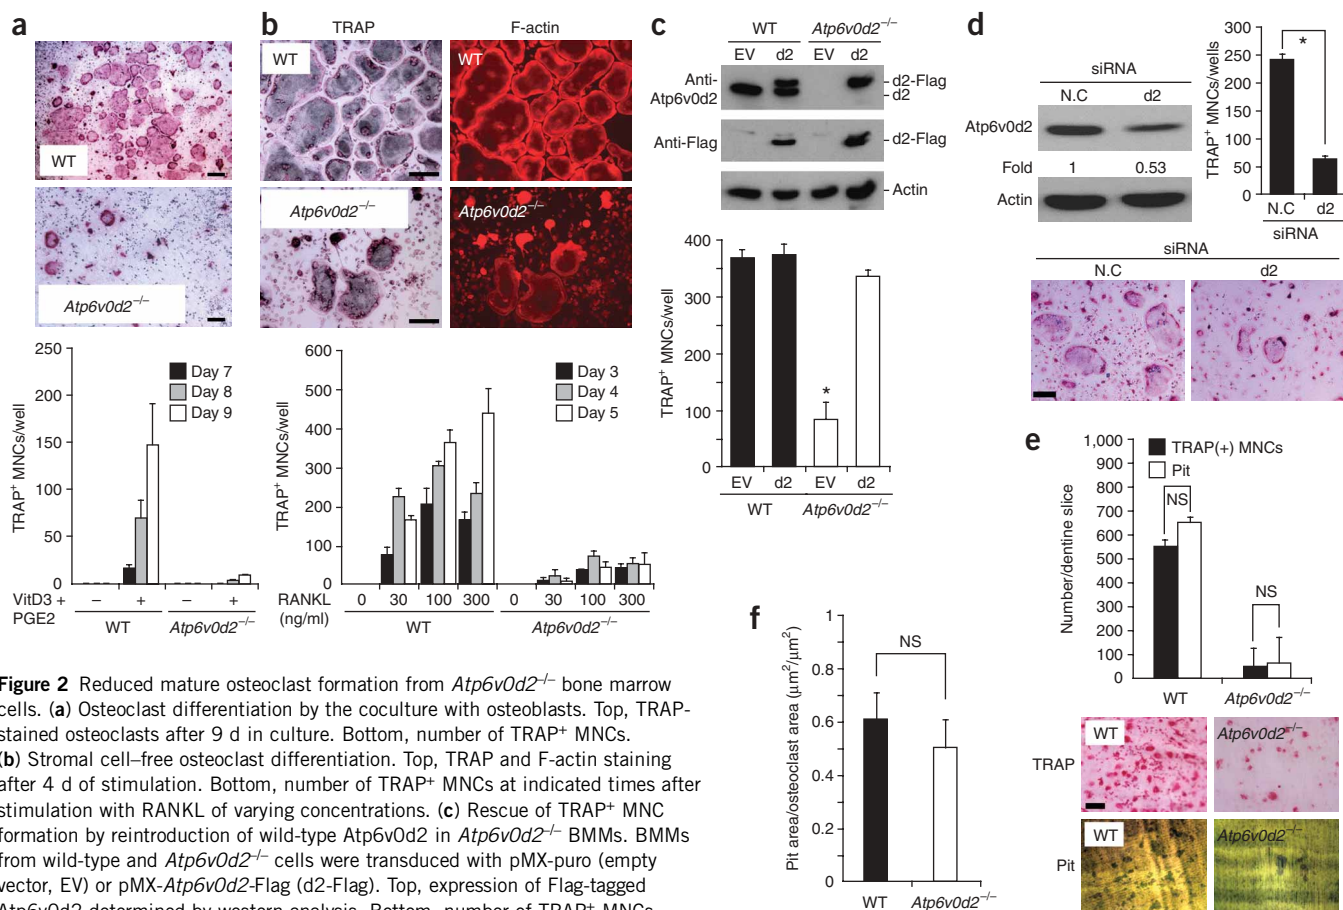 a
WT
Atp6v0d2–/–
250
200
150
100
50
0
TRAP+ MNCs/well
Day 7
Day 8
Day 9
VitD3 +
PGE2
– + – +
WT Atp6v0d2–/–
b
TRAP F-actin
WT WT
Atp6v0d2–/– Atp6v0d2–/–
600
500
400
300
200
100
0
TRAP+ MNCs/well
Day 3
Day 4
Day 5
RANKL
(ng/ml)
0 30 100 300 0 30 100 300
WT Atp6v0d2–/–
c
WT Atp6v0d2–/–
EV d2 EV d2
Anti-
Atp6v0d2
d2-Flag
d2
Anti-Flag
d2-Flag
Actin
400
300
200
100
0
TRAP+ MNCs/well
*
EV d2 EV d2
WT Atp6v0d2–/–
d
siRNA
N.C d2
Atp6v0d2
Fold 1 0.53
Actin
300
250
200
150
100
50
0
TRAP+ MNCs/wells
*
N.C d2
siRNA
siRNA
N.C d2
e
1,000
900
800
700
600
500
400
300
200
100
0
Number/dentine slice
TRAP(+) MNCs
Pit
NS
NS
WT Atp6v0d2–/–
TRAP
WT Atp6v0d2–/–
Pit
WT Atp6v0d2–/–
f
1
0.8
0.6
0.4
0.2
0
Pit area/osteoclast area (µm2/µm2)
NS
WT Atp6v0d2–/–
Figure 2 Reduced mature osteoclast formation from Atp6v0d2–/– bone marrow
cells. (a) Osteoclast differentiation by the coculture with osteoblasts. Top, TRAP-
stained osteoclasts after 9 d in culture. Bottom, number of TRAP+ MNCs.
(b) Stromal cell–free osteoclast differentiation. Top, TRAP and F-actin staining
after 4 d of stimulation. Bottom, number of TRAP+ MNCs at indicated times after
stimulation with RANKL of varying concentrations. (c) Rescue of TRAP+ MNC
formation by reintroduction of wild-type Atp6v0d2 in Atp6v0d2–/– BMMs. BMMs
from wild-type and Atp6v0d2–/– cells were transduced with pMX-puro (empty
vector, EV) or pMX-Atp6v0d2-Flag (d2-Flag). Top, expression of Flag-tagged
Atp6v0d2 determined by western analysis. Bottom, number of TRAP+ MNCs